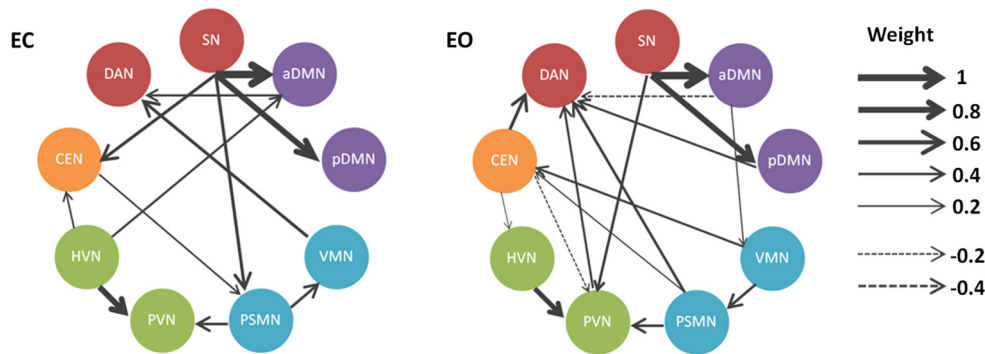 EC
SN
DAN
aDMN
CEN
pDMN
HVN
VMN
PVN
PSMN
EO
SN
DAN
aDMN
CEN
pDMN
HVN
VMN
PVN
PSMN
Weight
1
0.8
0.6
0.4
0.2
-0.2
-0.4